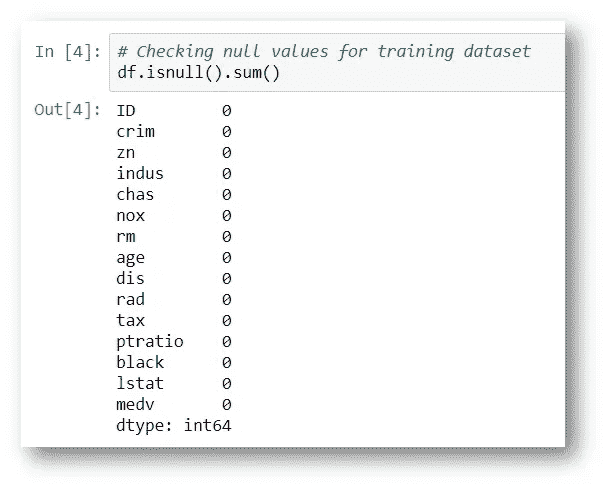 In [4]: # Checking null values for training dataset
df.isnull().sum()
Out[4]: ID 0
crim 0
zn 0
indus 0
chas 0
nox 0
rm 0
age 0
dis 0
rad 0
tax 0
ptratio 0
black 0
lstat 0
medv 0
dtype: int64